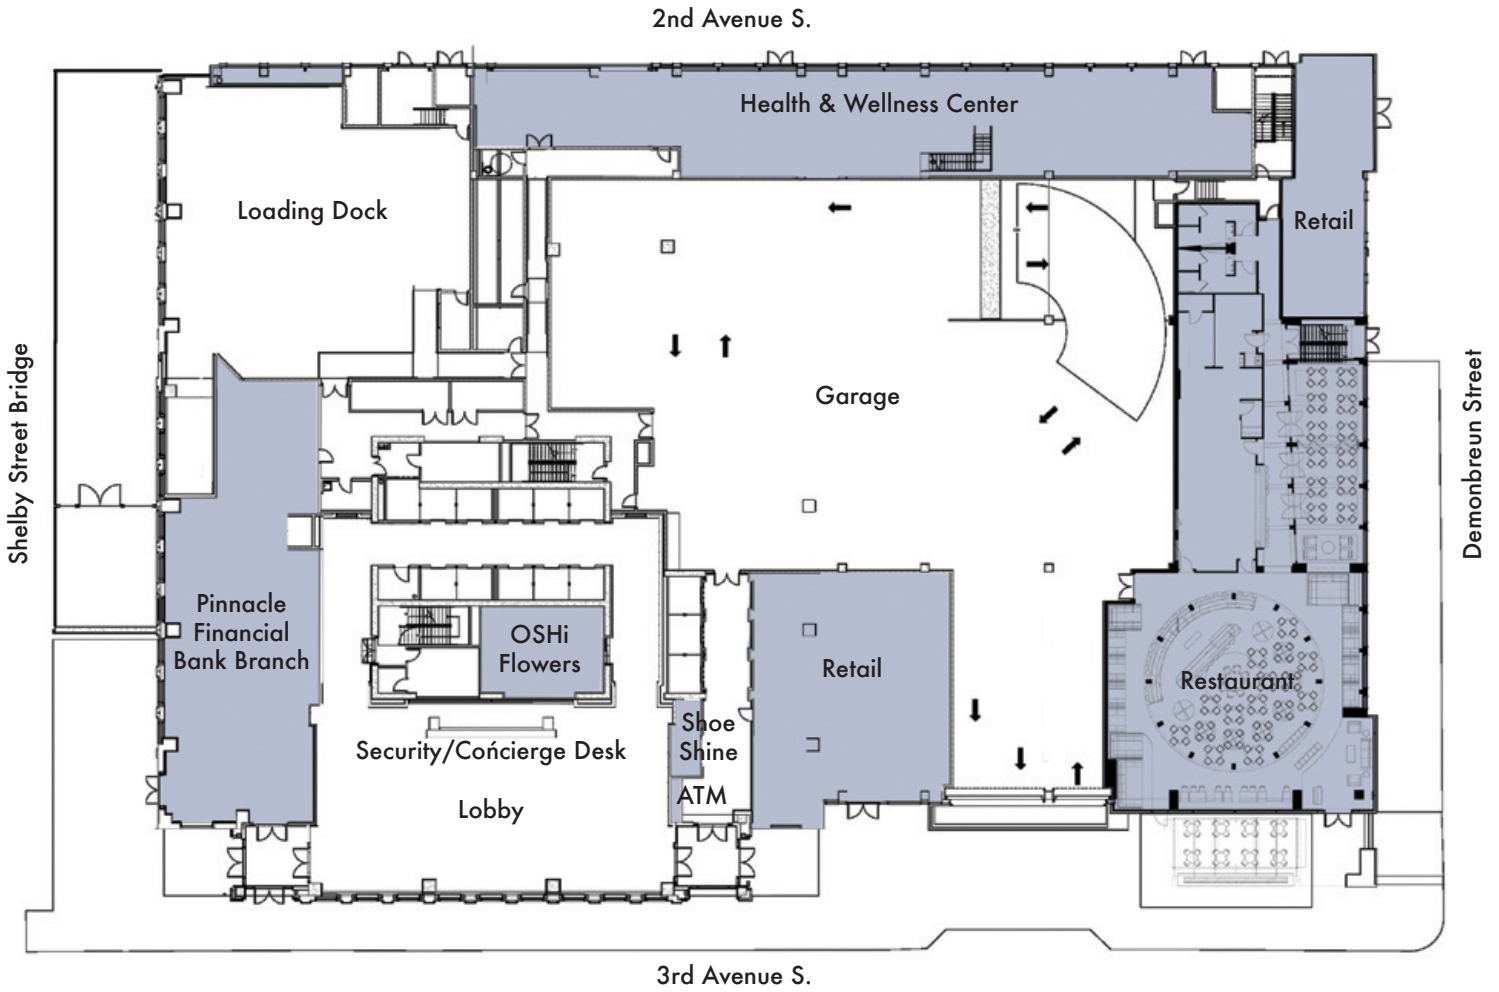 2nd Avenue S.
Health & Wellness Center
Loading Dock
Retail
Shelby Street Bridge
Garage
Demonbreun Street
Pinnacle
Financial
Bank Branch
OSHi
Flowers
Retail
Restaurant
Shoe
Shine
Security/Concierge Desk
ATM
Lobby
3rd Avenue S.